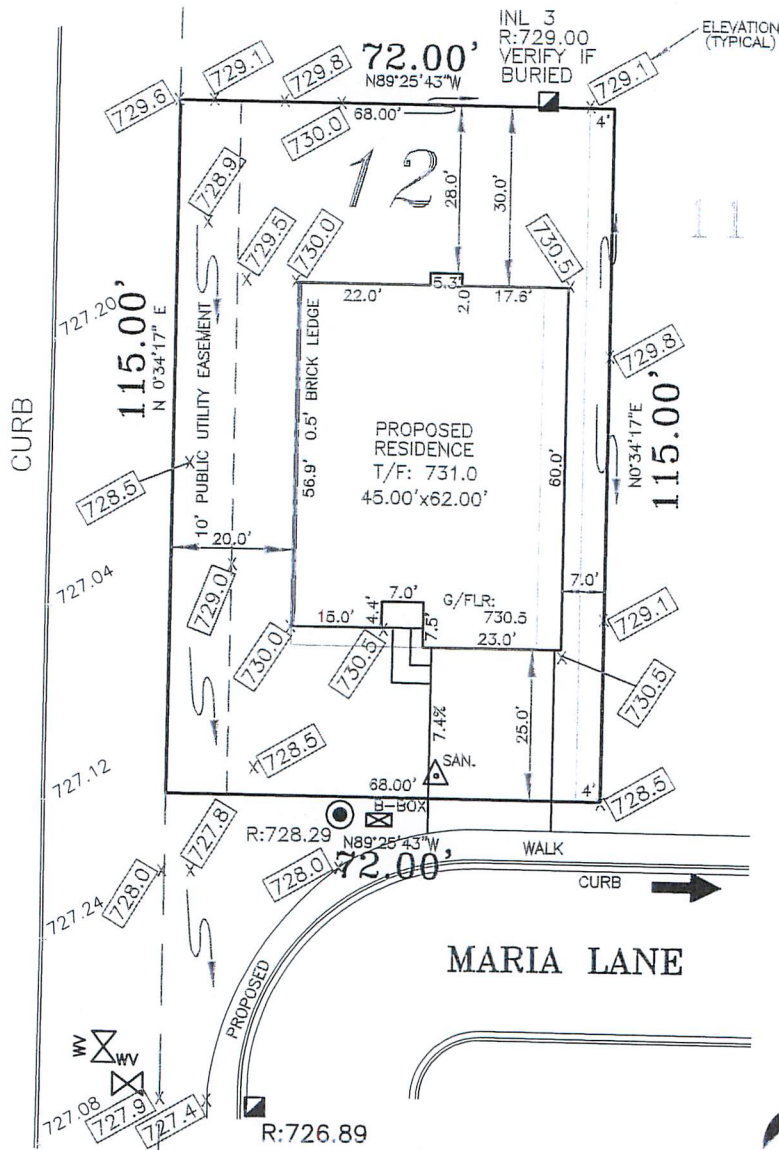 INL 3
R:729.00
VERIFY IF
BURIED
ELEVATION
(TYPICAL)
72.00'
N89°25'43"W
729.6
729.1
729.8
730.0
729.1
68.00'
4'
12
11
728.9
729.5
730.0
28.0'
30.0'
730.5
5.3'
22.0'
2.0
17.6'
727.20
115.00'
N 0°34'17" E
10' PUBLIC UTILITY EASEMENT
56.9' 0.5' BRICK LEDGE
729.8
CURB
PROPOSED
RESIDENCE
T/F: 731.0
45.00'x62.00'
60.0'
N0°34'17"E
115.00'
728.5
20.0'
727.04
729.0
7.0'
7.0'
G/FLR:
730.5
15.0'
4.4'
7.5'
23.0'
729.1
730.0
730.5
730.5
7.4%
25.0'
728.5
SAN.
68.00'
4'
728.5
727.12
B-BOX
R:728.29
N89°25'43"W
72.00'
727.8
728.0
728.0
WALK
CURB
727.24
MARIA LANE
PROPOSED
WV
WV
727.08
727.9
727.4
R:726.89